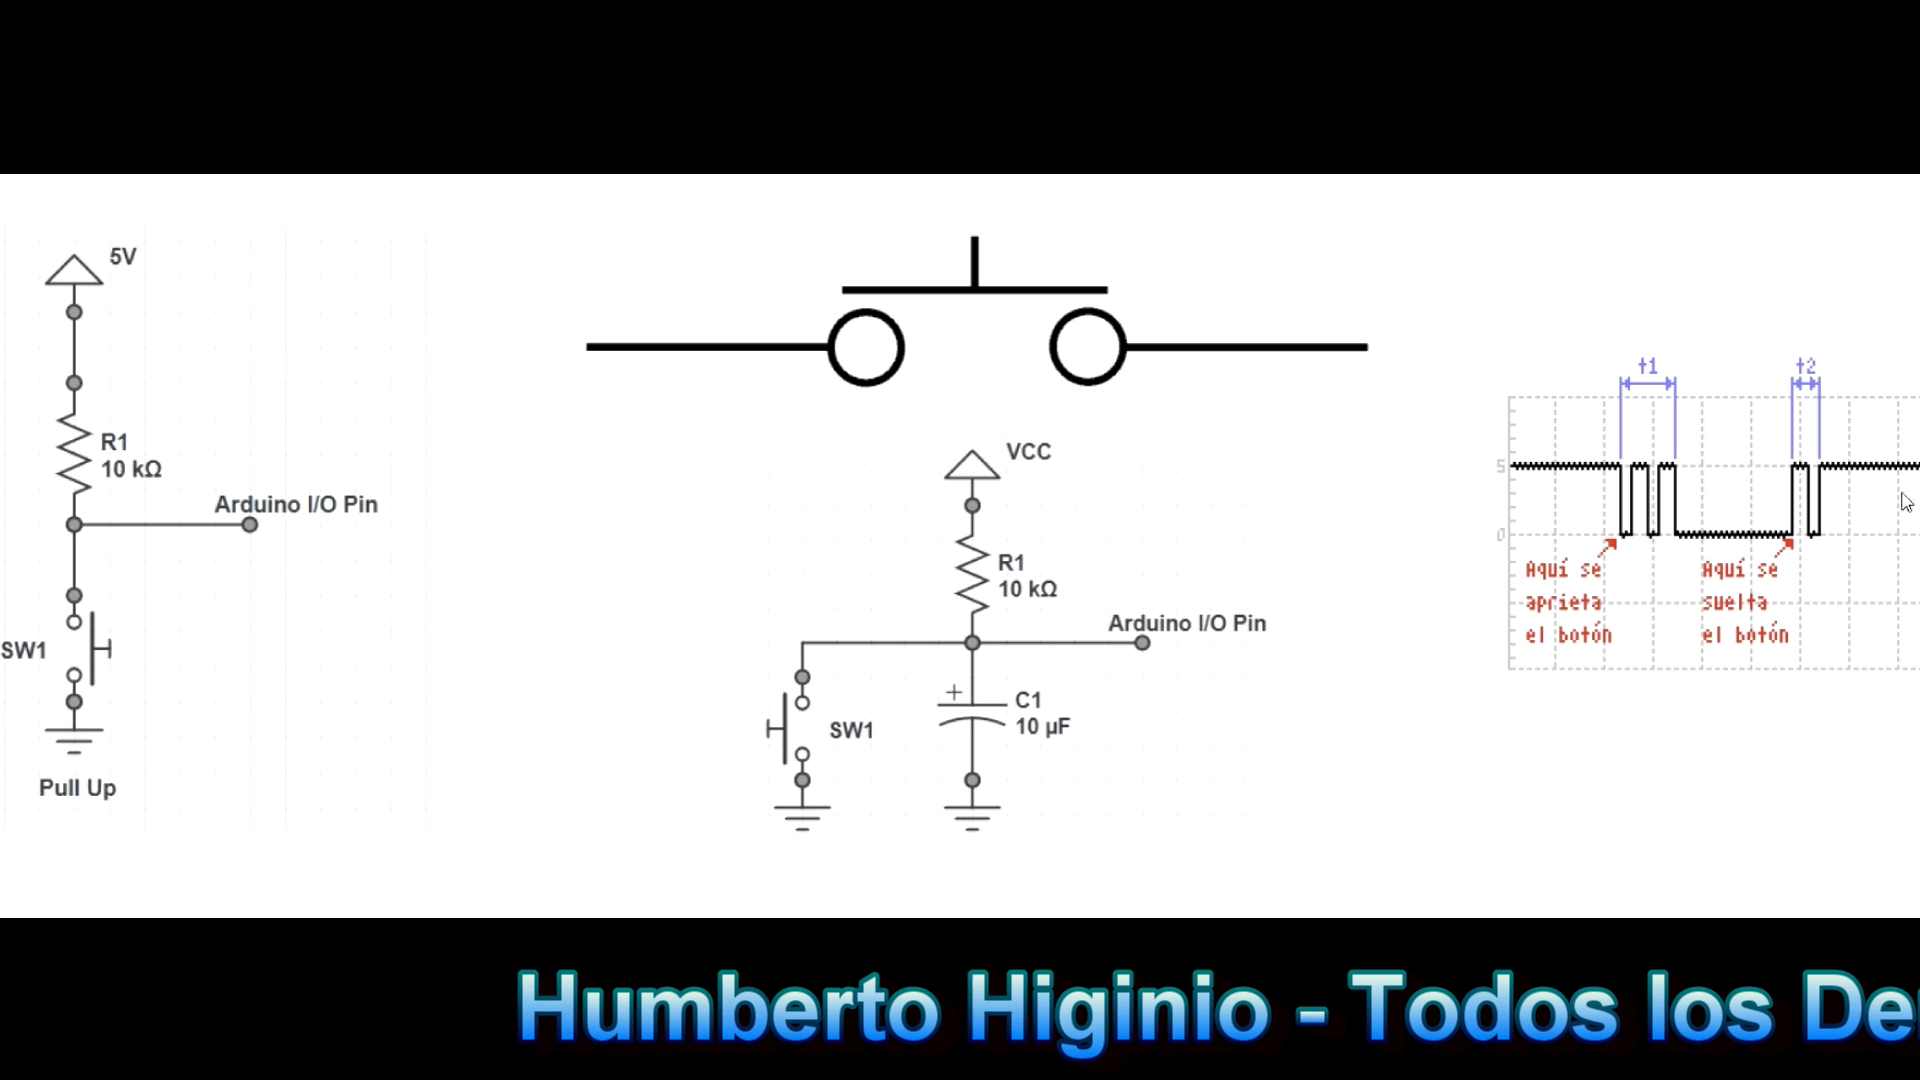 5V
R1
10 kΩ
Arduino I/O Pin
SW1
Pull Up
VCC
R1
10 kΩ
Arduino I/O Pin
+
C1
10 µF
SW1
t1
t2
5
0
Aquí se
aprieta
el botón
Aquí se
suelta
el botón
Humberto Higinio - Todos los De